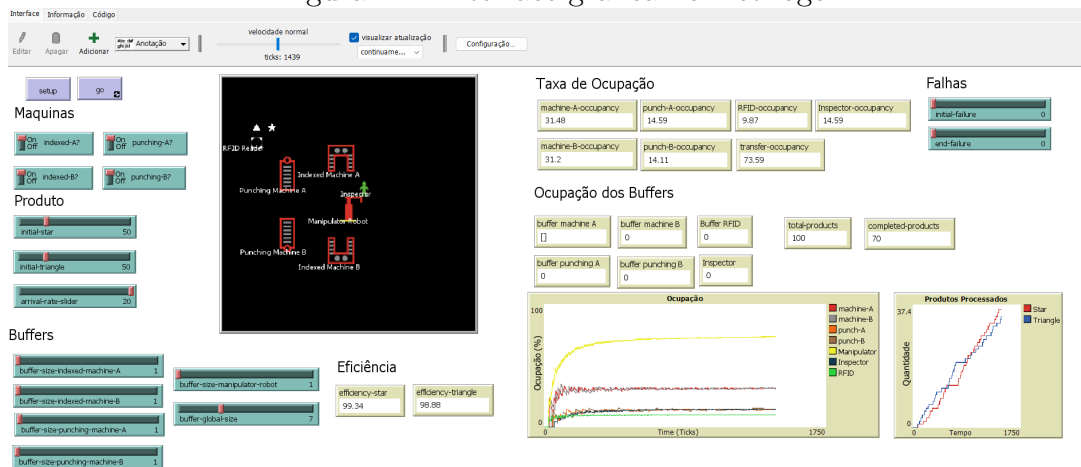 Interface Informação Código
Editar Apagar Adicionar Abc def ghi jkl Anotação
velocidade normal
ticks: 1439
visualizar atualização
continuame...
Configuração...
setup go
Maquinas
On Off indexed-A? On Off punching-A?
On Off indexed-B? On Off punching-B?
Produto
initial-star 50
initial-triangle 50
arrival-rate-slider 20
Buffers
buffer-size-indexed-machine-A 1
buffer-size-indexed-machine-B 1
buffer-size-punching-machine-A 1
buffer-size-punching-machine-B 1
buffer-size-manipulator-robot 1
buffer-global-size 7
RFID Reader
Indexed Machine A
Punching Machine A
Inspector
Manipulator Robot
Punching Machine B
Indexed Machine B
Eficiência
efficiency-star
99.34
efficiency-triangle
98.88
Taxa de Ocupação
machine-A-occupancy punch-A-occupancy RFID-occupancy Inspector-occupancy
31.48 14.59 9.87 14.59
machine-B-occupancy punch-B-occupancy transfer-occupancy
31.2 14.11 73.59
Falhas
initial-failure 0
end-failure 0
Ocupação dos Buffers
buffer machine A buffer machine B Buffer RFID total-products completed-products
[] 0 0 100 70
buffer punching A buffer punching B Inspector
0 0 0
Ocupação
100
Ocupação (%)
0
0 Time (Ticks) 1750
machine-A
machine-B
punch-A
punch-B
Manipulator
Inspector
RFID
Produtos Processados
37.4
Quantidade
0
0 Tempo 1750
Star
Triangle